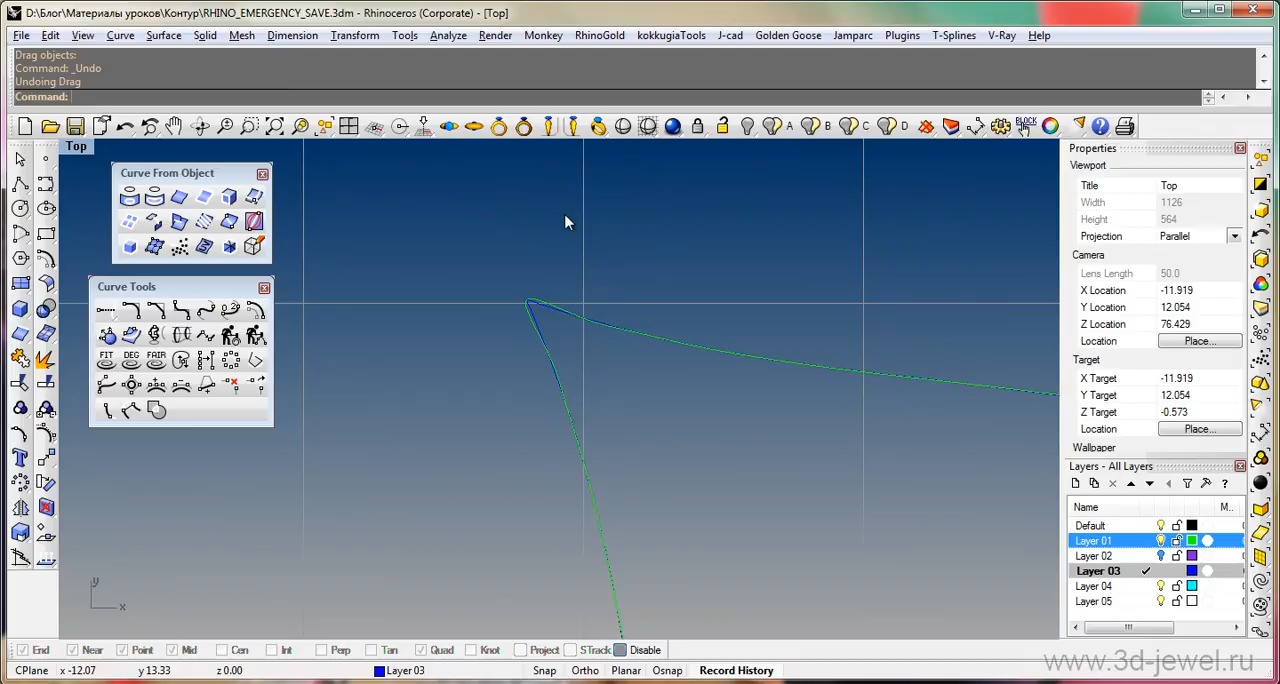 D:\Блог\Материалы уроков\Контур\RHINO_EMERGENCY_SAVE.3dm - Rhinoceros (Corporate) - [Top]
File Edit View Curve Surface Solid Mesh Dimension Transform Tools Analyze Render Monkey RhinoGold kokkugiaTools J-cad Golden Goose Jamparc Plugins T-Splines V-Ray Help
Drag objects:
Command: _Undo
Undoing Drag
Command:
A B C D BLOCK
Top
Curve From Object
Curve Tools
FIT DEG FAIR
y
x
Properties
Viewport
Title Top
Width 1126
Height 564
Projection Parallel
Camera
Lens Length 50.0
X Location -11.919
Y Location 12.054
Z Location 76.429
Location Place...
Target
X Target -11.919
Y Target 12.054
Z Target -0.573
Location Place...
Wallpaper
Layers - All Layers
Name M..
Default
Layer 01
Layer 02
Layer 03
Layer 04
Layer 05
End Near Point Mid Cen Int Perp Tan Quad Knot Project STrack Disable
CPlane x -12.07 y 13.33 z 0.00 Layer 03 Snap Ortho Planar Osnap Record History
www.3d-jewel.ru